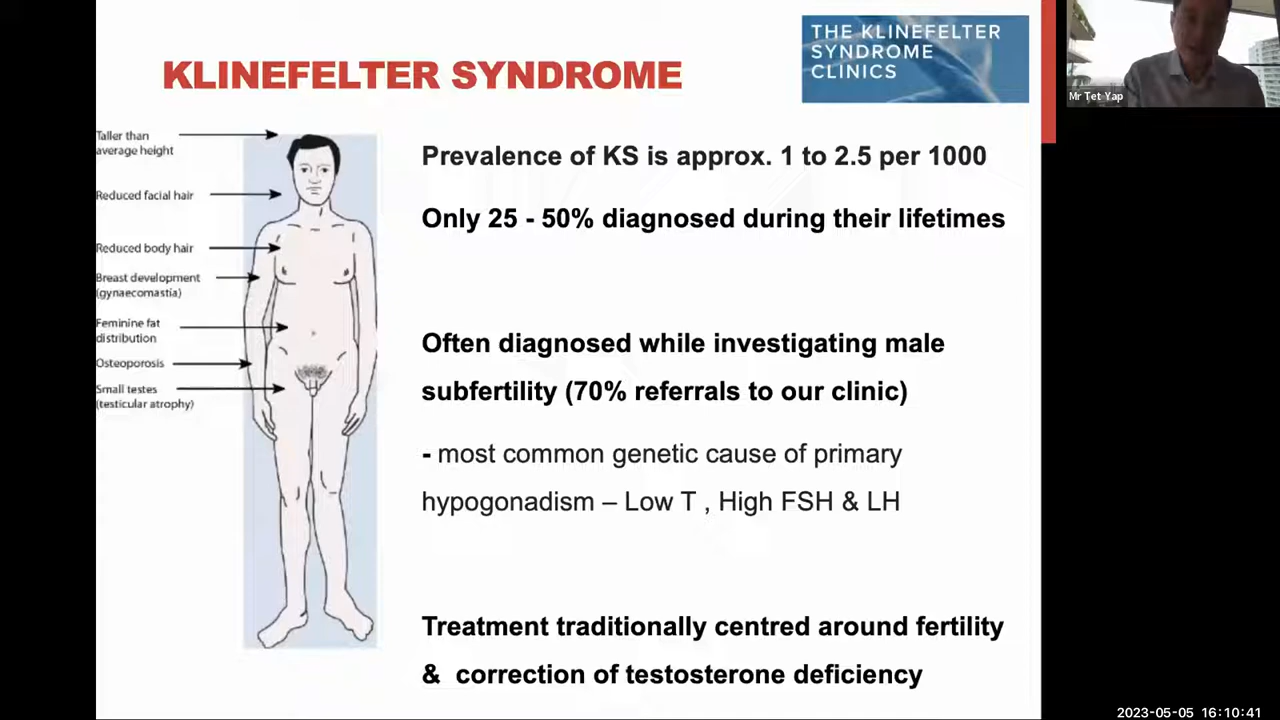 KLINEFELTER SYNDROME
THE KLINEFELTER
SYNDROME
CLINICS
Mr Tet Yap
Taller than
average height
Reduced facial hair
Reduced body hair
Breast development
(gynaecomastia)
Feminine fat
distribution
Osteoporosis
Small testes
(testicular atrophy)
Prevalence of KS is approx. 1 to 2.5 per 1000
Only 25 - 50% diagnosed during their lifetimes
Often diagnosed while investigating male
subfertility (70% referrals to our clinic)
- most common genetic cause of primary
hypogonadism – Low T , High FSH & LH
Treatment traditionally centred around fertility
& correction of testosterone deficiency
2023-05-05 16:10:41